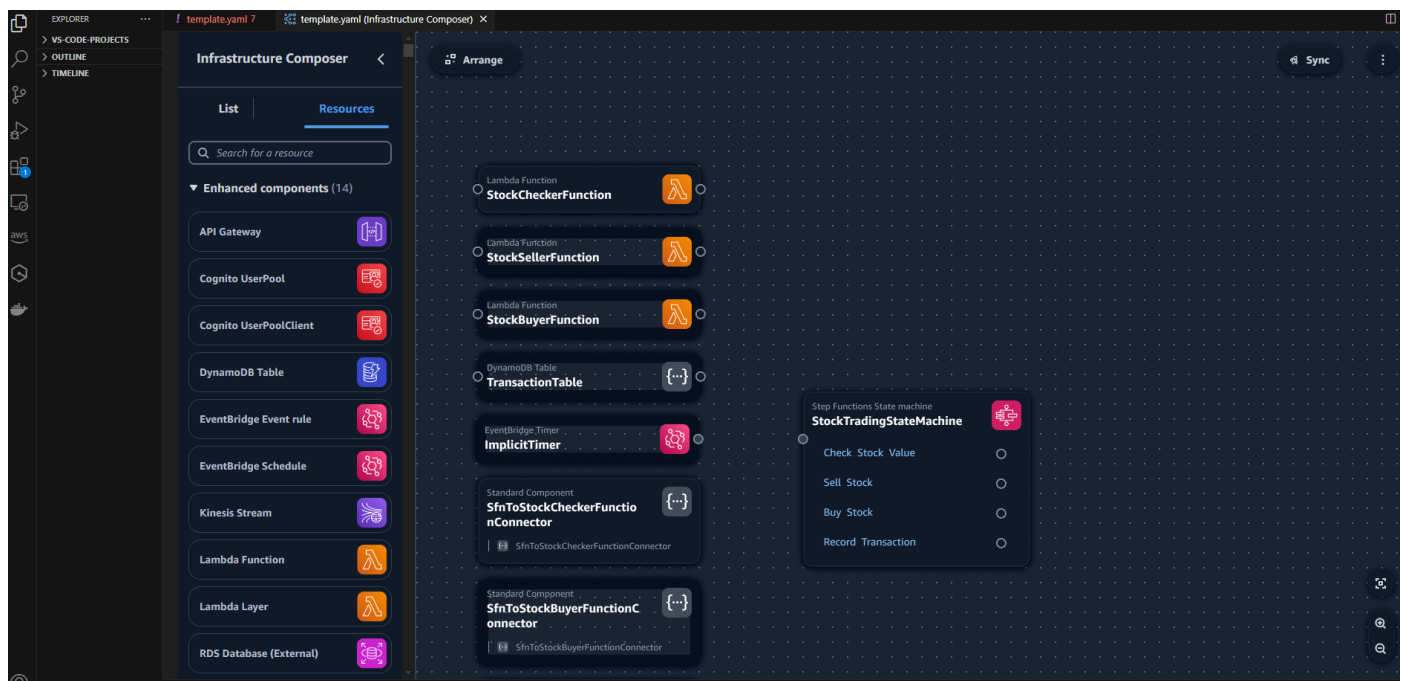 EXPLORER
···
! template.yaml 7
template.yaml (Infrastructure Composer) ×
VS-CODE-PROJECTS
OUTLINE
TIMELINE
1
aws
Infrastructure Composer
List
Resources
Search for a resource
Enhanced components (14)
API Gateway
Cognito UserPool
Cognito UserPoolClient
DynamoDB Table
EventBridge Event rule
EventBridge Schedule
Kinesis Stream
Lambda Function
Lambda Layer
RDS Database (External)
Arrange
Sync
Lambda Function
StockCheckerFunction
Lambda Function
StockSellerFunction
Lambda Function
StockBuyerFunction
DynamoDB Table
TransactionTable
{···}
EventBridge Timer
ImplicitTimer
Standard Component
SfnToStockCheckerFunctio
nConnector
{···}
SfnToStockCheckerFunctionConnector
Standard Component
SfnToStockBuyerFunctionC
onnector
{···}
SfnToStockBuyerFunctionConnector
Step Functions State machine
StockTradingStateMachine
Check Stock Value
Sell Stock
Buy Stock
Record Transaction